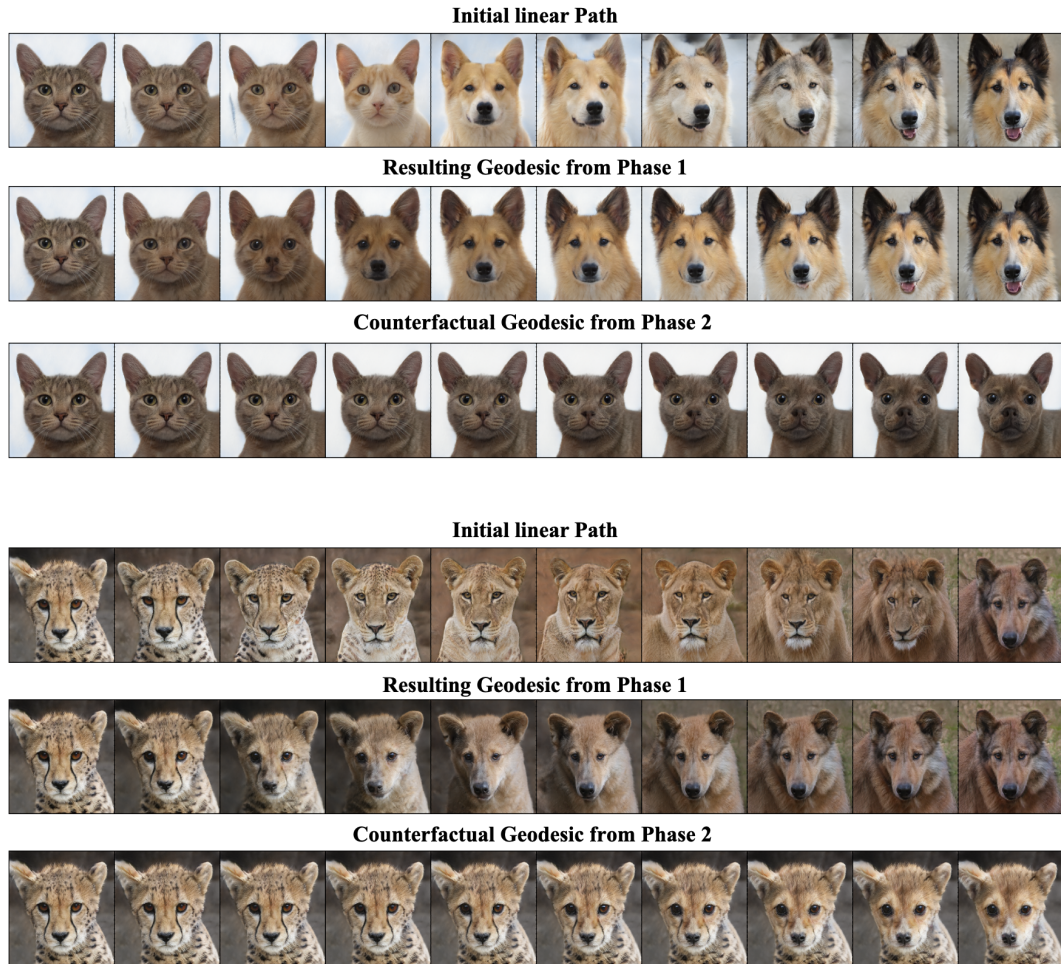 Initial linear Path
Resulting Geodesic from Phase 1
Counterfactual Geodesic from Phase 2
Initial linear Path
Resulting Geodesic from Phase 1
Counterfactual Geodesic from Phase 2